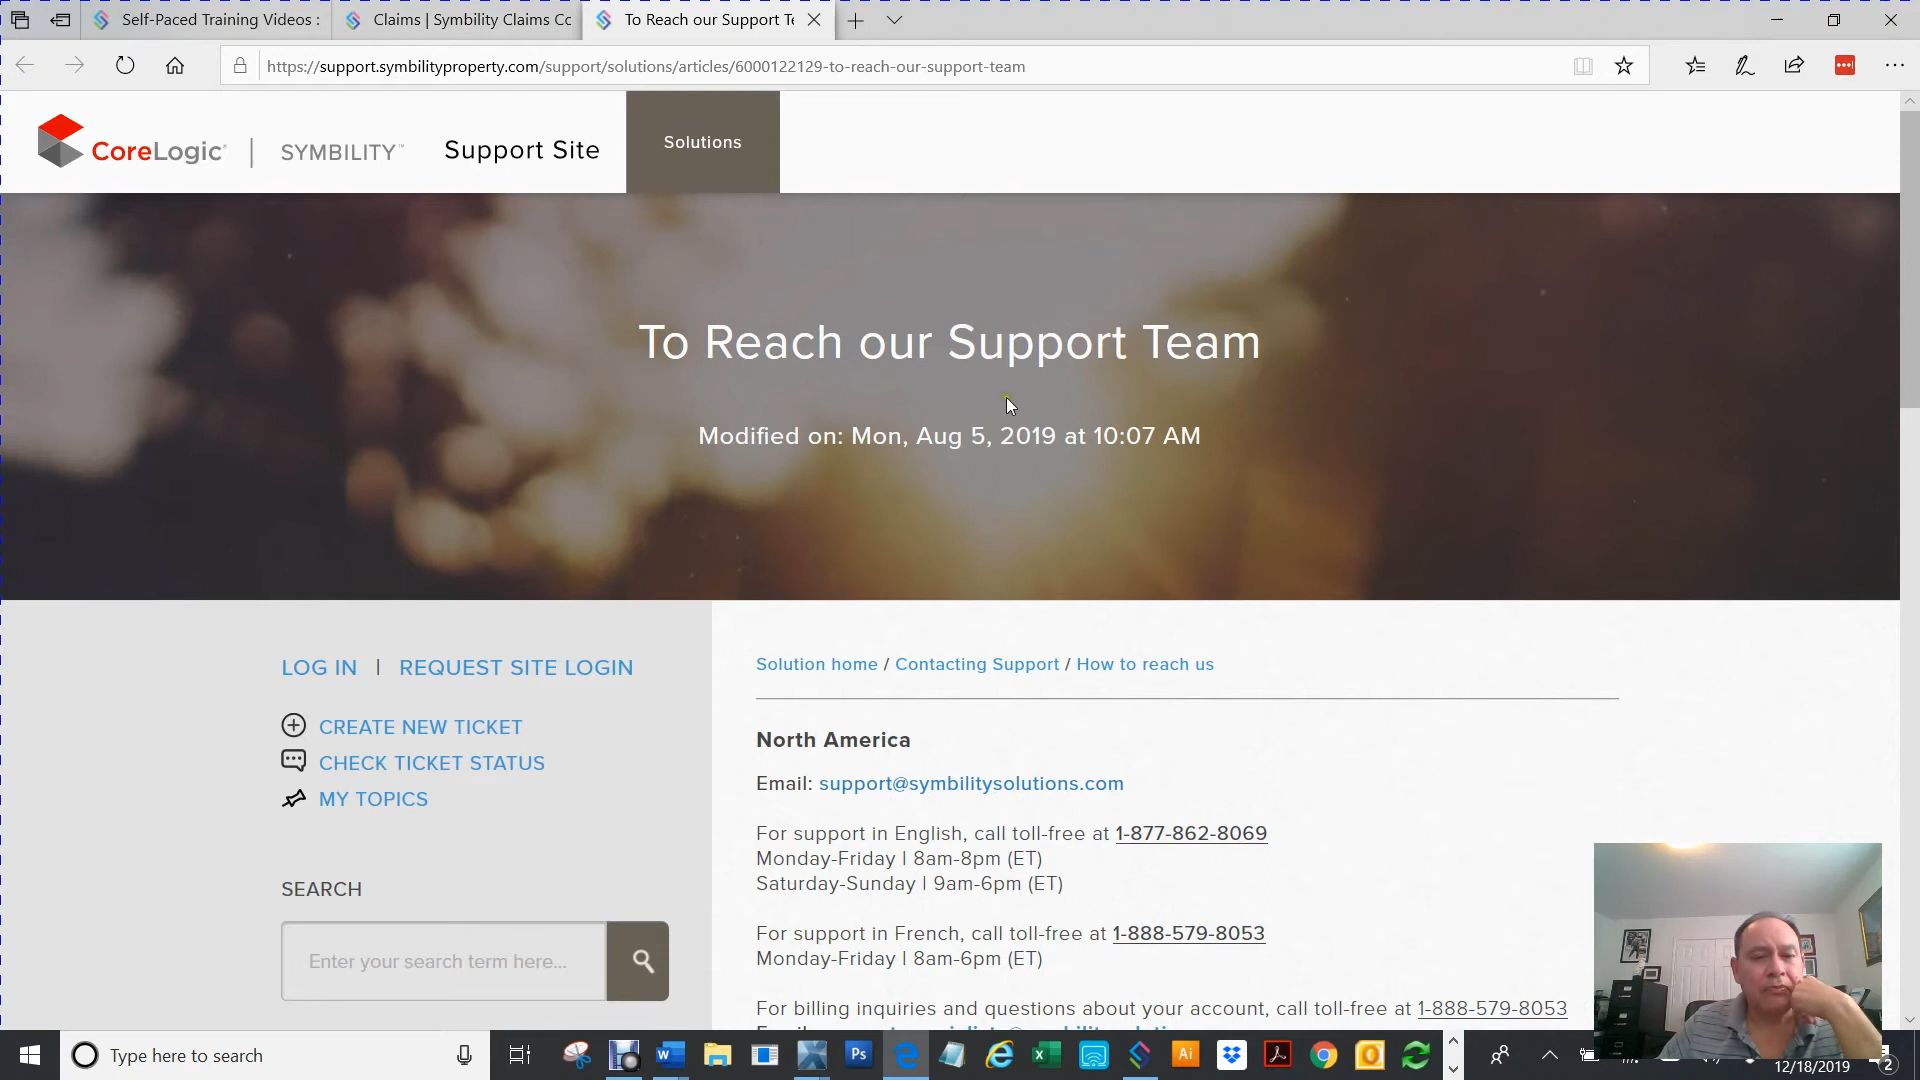 Self-Paced Training Videos :
Claims | Symbility Claims Cc
To Reach our Support Te
https://support.symbilityproperty.com/support/solutions/articles/6000122129-to-reach-our-support-team
CoreLogic | SYMBILITY™ Support Site
Solutions
To Reach our Support Team
Modified on: Mon, Aug 5, 2019 at 10:07 AM
LOG IN | REQUEST SITE LOGIN
CREATE NEW TICKET
CHECK TICKET STATUS
MY TOPICS
SEARCH
Enter your search term here...
Solution home / Contacting Support / How to reach us
North America
Email: support@symbilitysolutions.com
For support in English, call toll-free at 1-877-862-8069
Monday-Friday | 8am-8pm (ET)
Saturday-Sunday | 9am-6pm (ET)
For support in French, call toll-free at 1-888-579-8053
Monday-Friday | 8am-6pm (ET)
For billing inquiries and questions about your account, call toll-free at 1-888-579-8053
Type here to search
Ps
Ai
12/18/2019
2